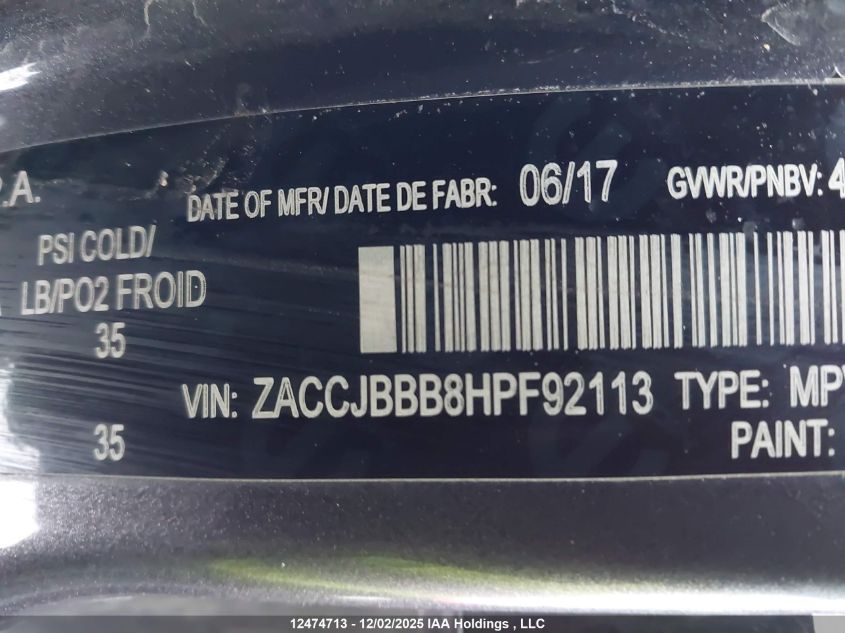 .A.
DATE OF MFR/ DATE DE FABR: 06/17 GVWR/PNBV: 4
PSI COLD/
LB/PO2 FROID
35
VIN: ZACCJBBB8HPF92113 TYPE: MPV
35
PAINT:
12474713 - 12/02/2025 IAA Holdings , LLC